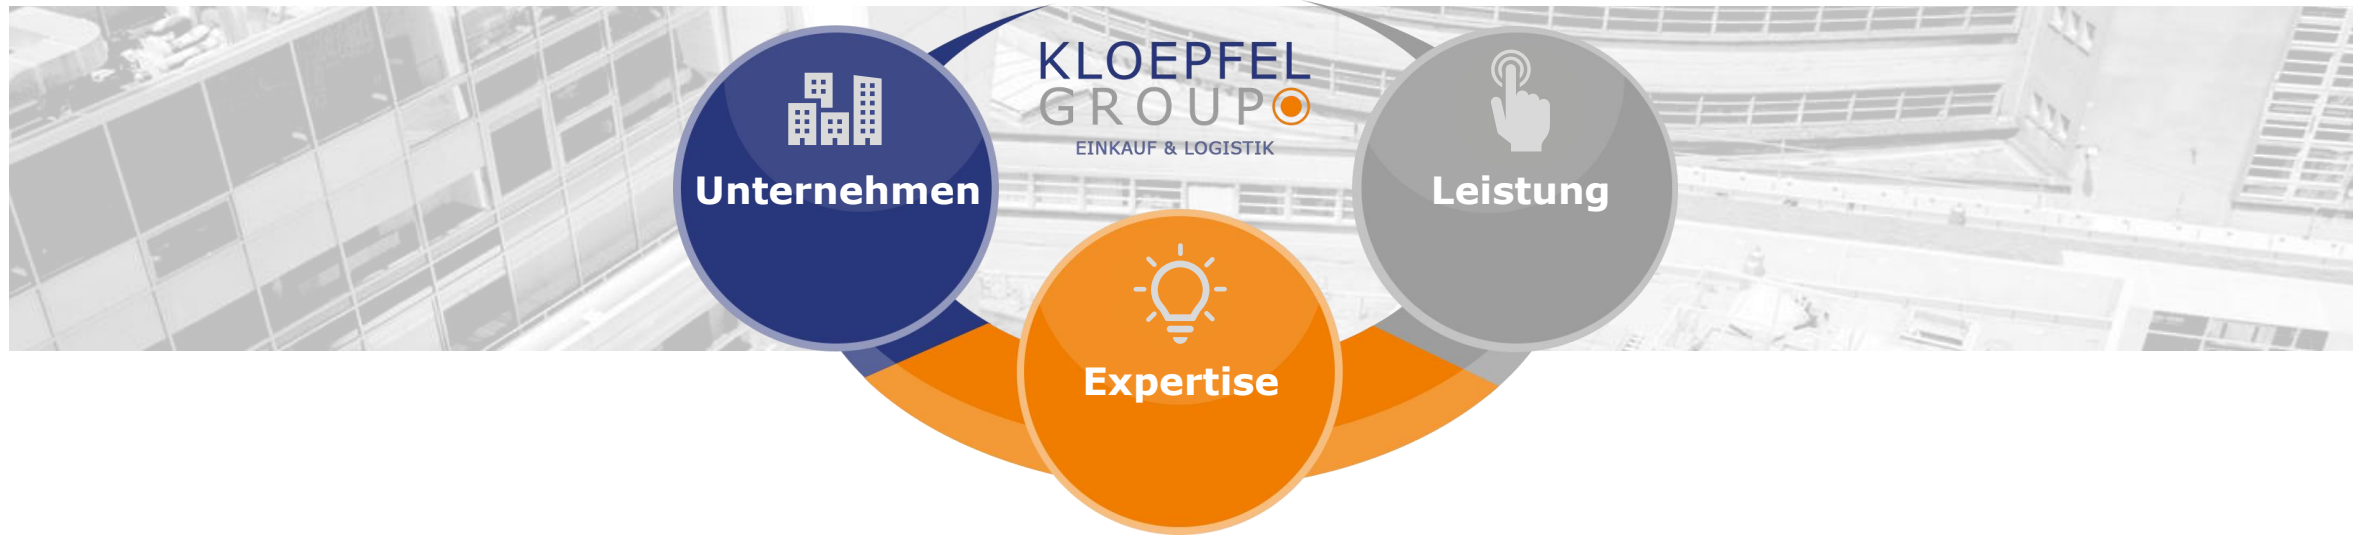 KLOEPFEL
GROUP
EINKAUF & LOGISTIK
Unternehmen
Leistung
Expertise